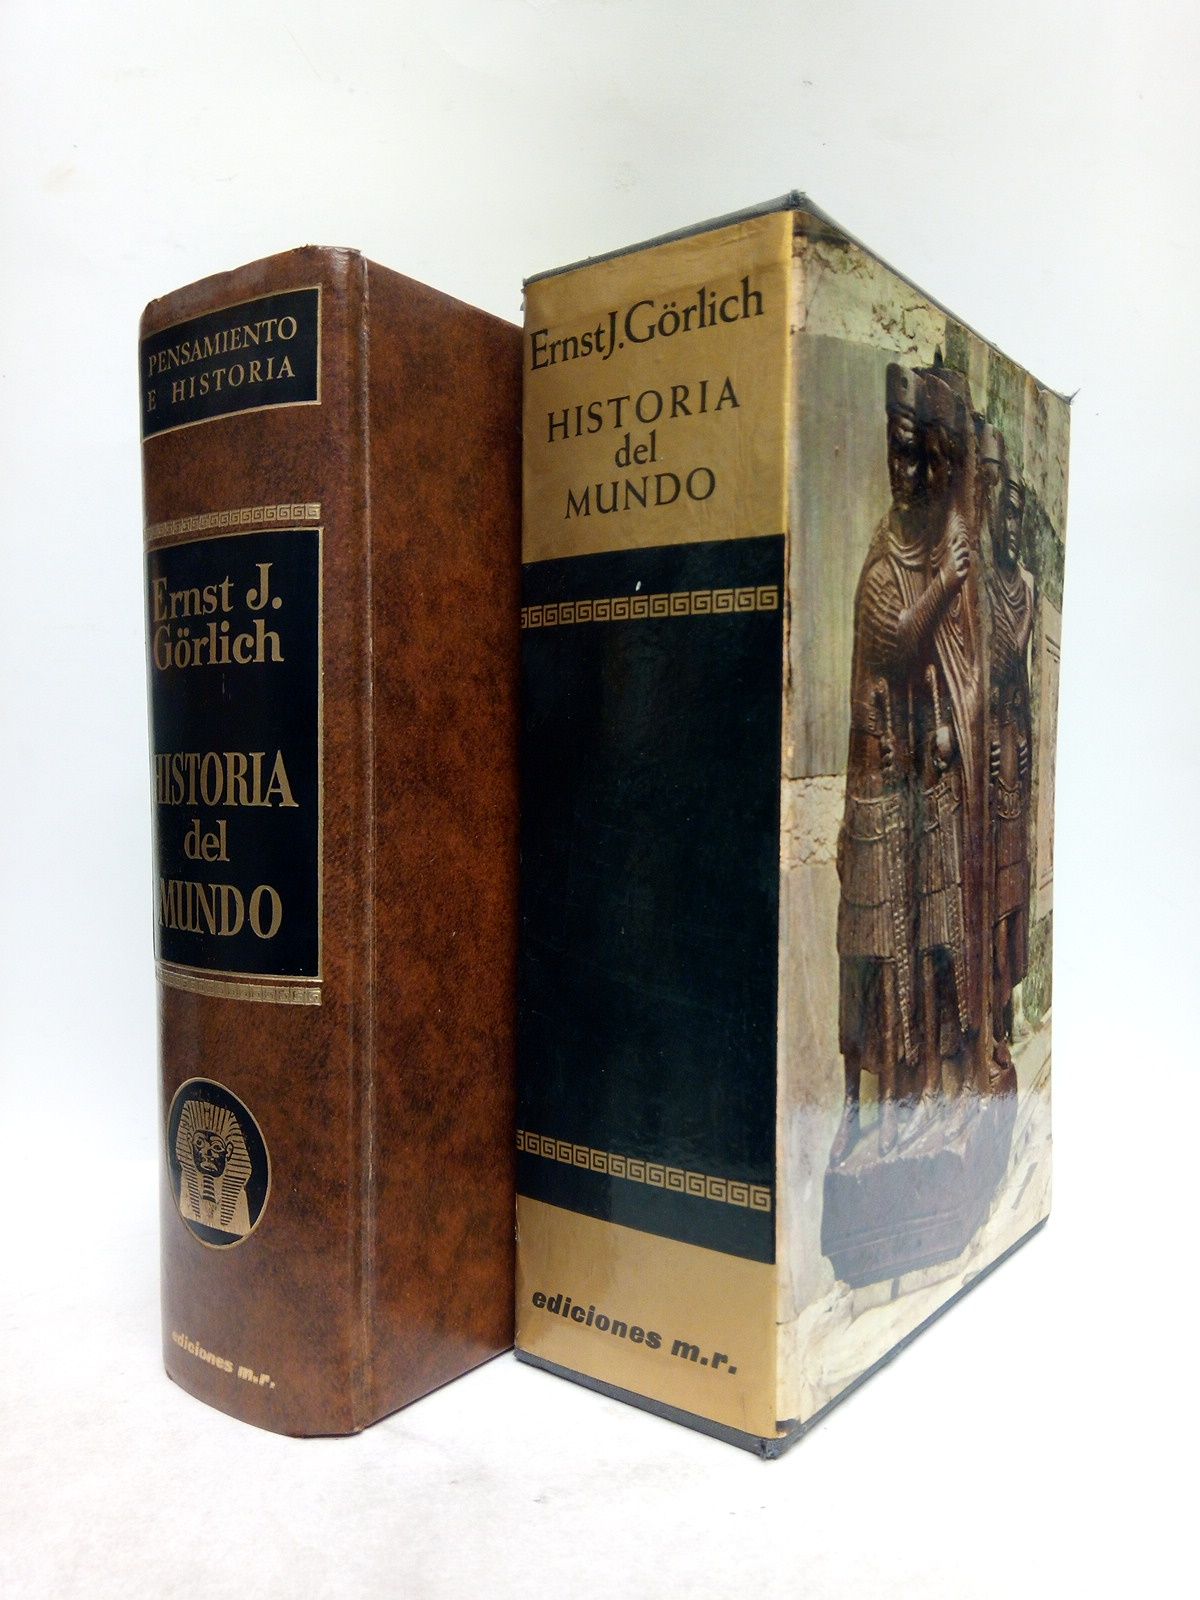 PENSAMIENTO
E HISTORIA
Ernst J.
Görlich
HISTORIA
del
MUNDO
ediciones m.r.
Ernst J. Görlich
HISTORIA
del
MUNDO
ediciones m.r.